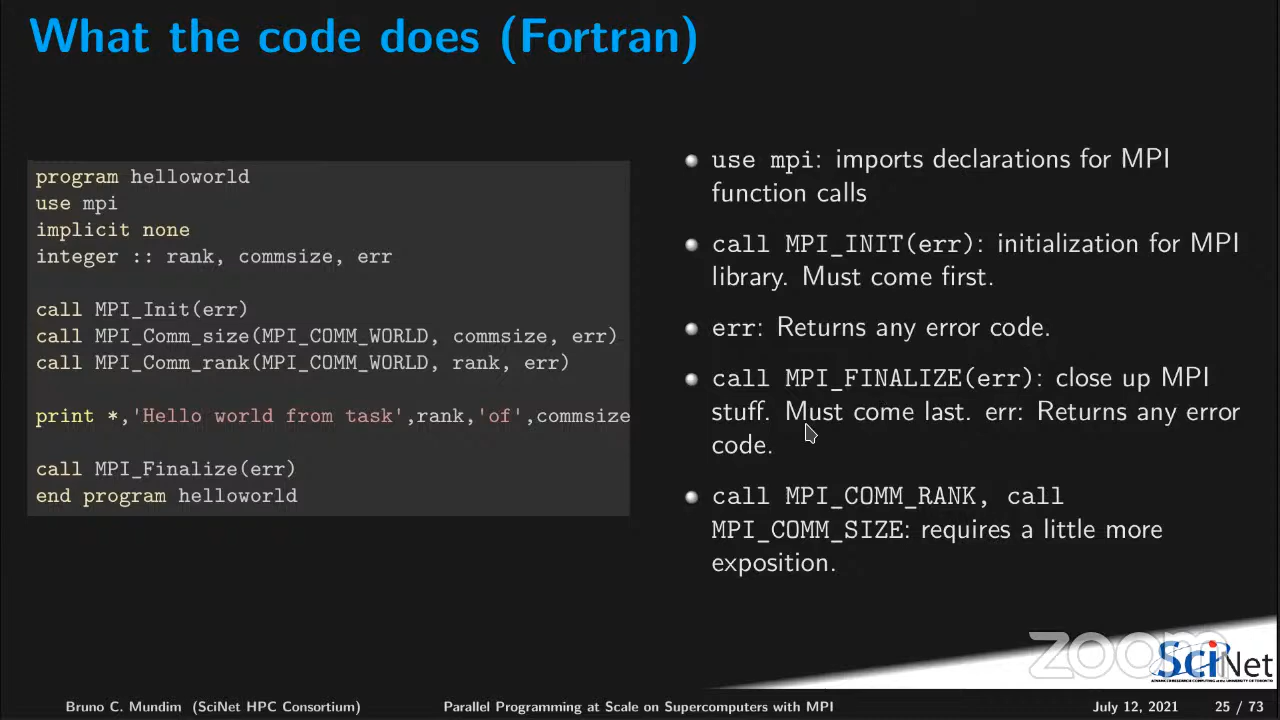 What the code does (Fortran)
program helloworld
use mpi
implicit none
integer :: rank, commsize, err
call MPI_Init(err)
call MPI_Comm_size(MPI_COMM_WORLD, commsize, err)
call MPI_Comm_rank(MPI_COMM_WORLD, rank, err)
print *,'Hello world from task',rank,'of',commsize
call MPI_Finalize(err)
end program helloworld
use mpi: imports declarations for MPI
function calls
call MPI_INIT(err): initialization for MPI
library. Must come first.
err: Returns any error code.
call MPI_FINALIZE(err): close up MPI
stuff. Must come last. err: Returns any error
code.
call MPI_COMM_RANK, call
MPI_COMM_SIZE: requires a little more
exposition.
zoom
SciNet
Bruno C. Mundim (SciNet HPC Consortium)
Parallel Programming at Scale on Supercomputers with MPI
July 12, 2021
25 / 73